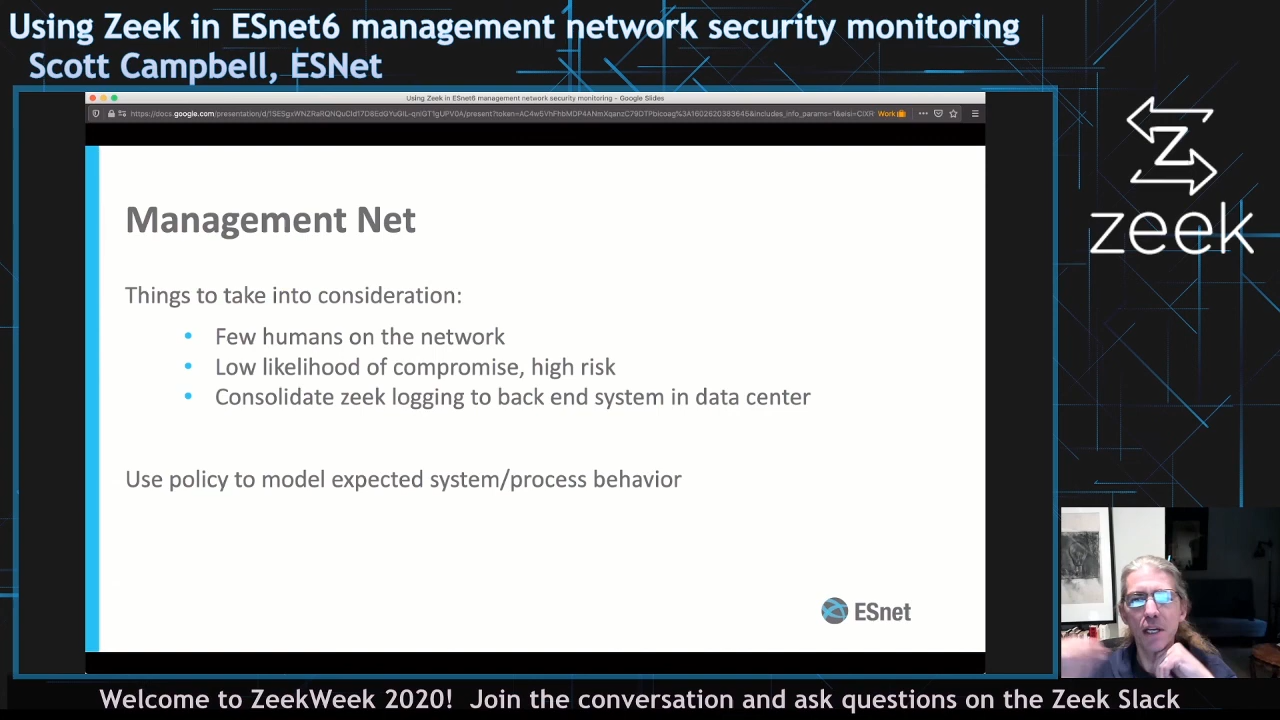 Using Zeek in ESnet6 management network security monitoring
Scott Campbell, ESNet
Using Zeek in ESnet6 management network security monitoring - Google Slides
Work
zeek
Management Net
Things to take into consideration:
• Few humans on the network
• Low likelihood of compromise, high risk
• Consolidate zeek logging to back end system in data center
Use policy to model expected system/process behavior
ESnet
Welcome to ZeekWeek 2020! Join the conversation and ask questions on the Zeek Slack